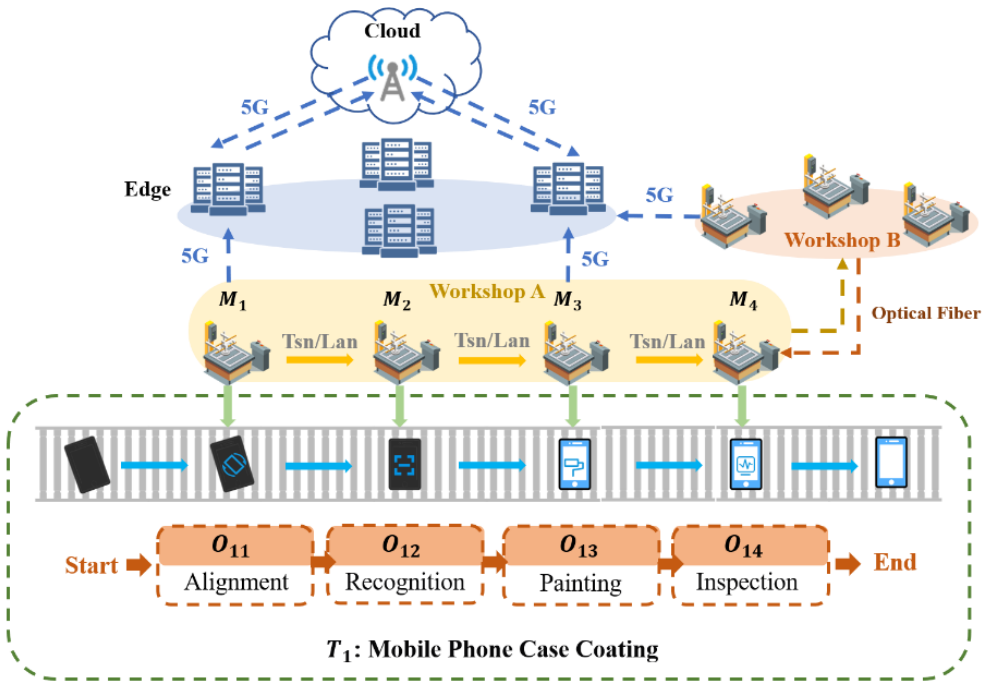 Cloud
5G
5G
Edge
5G
5G
5G
Workshop B
Workshop A
M1
M2
M3
M4
Optical Fiber
Tsn/Lan
Tsn/Lan
Tsn/Lan
Start
O11
Alignment
O12
Recognition
O13
Painting
O14
Inspection
End
T1: Mobile Phone Case Coating